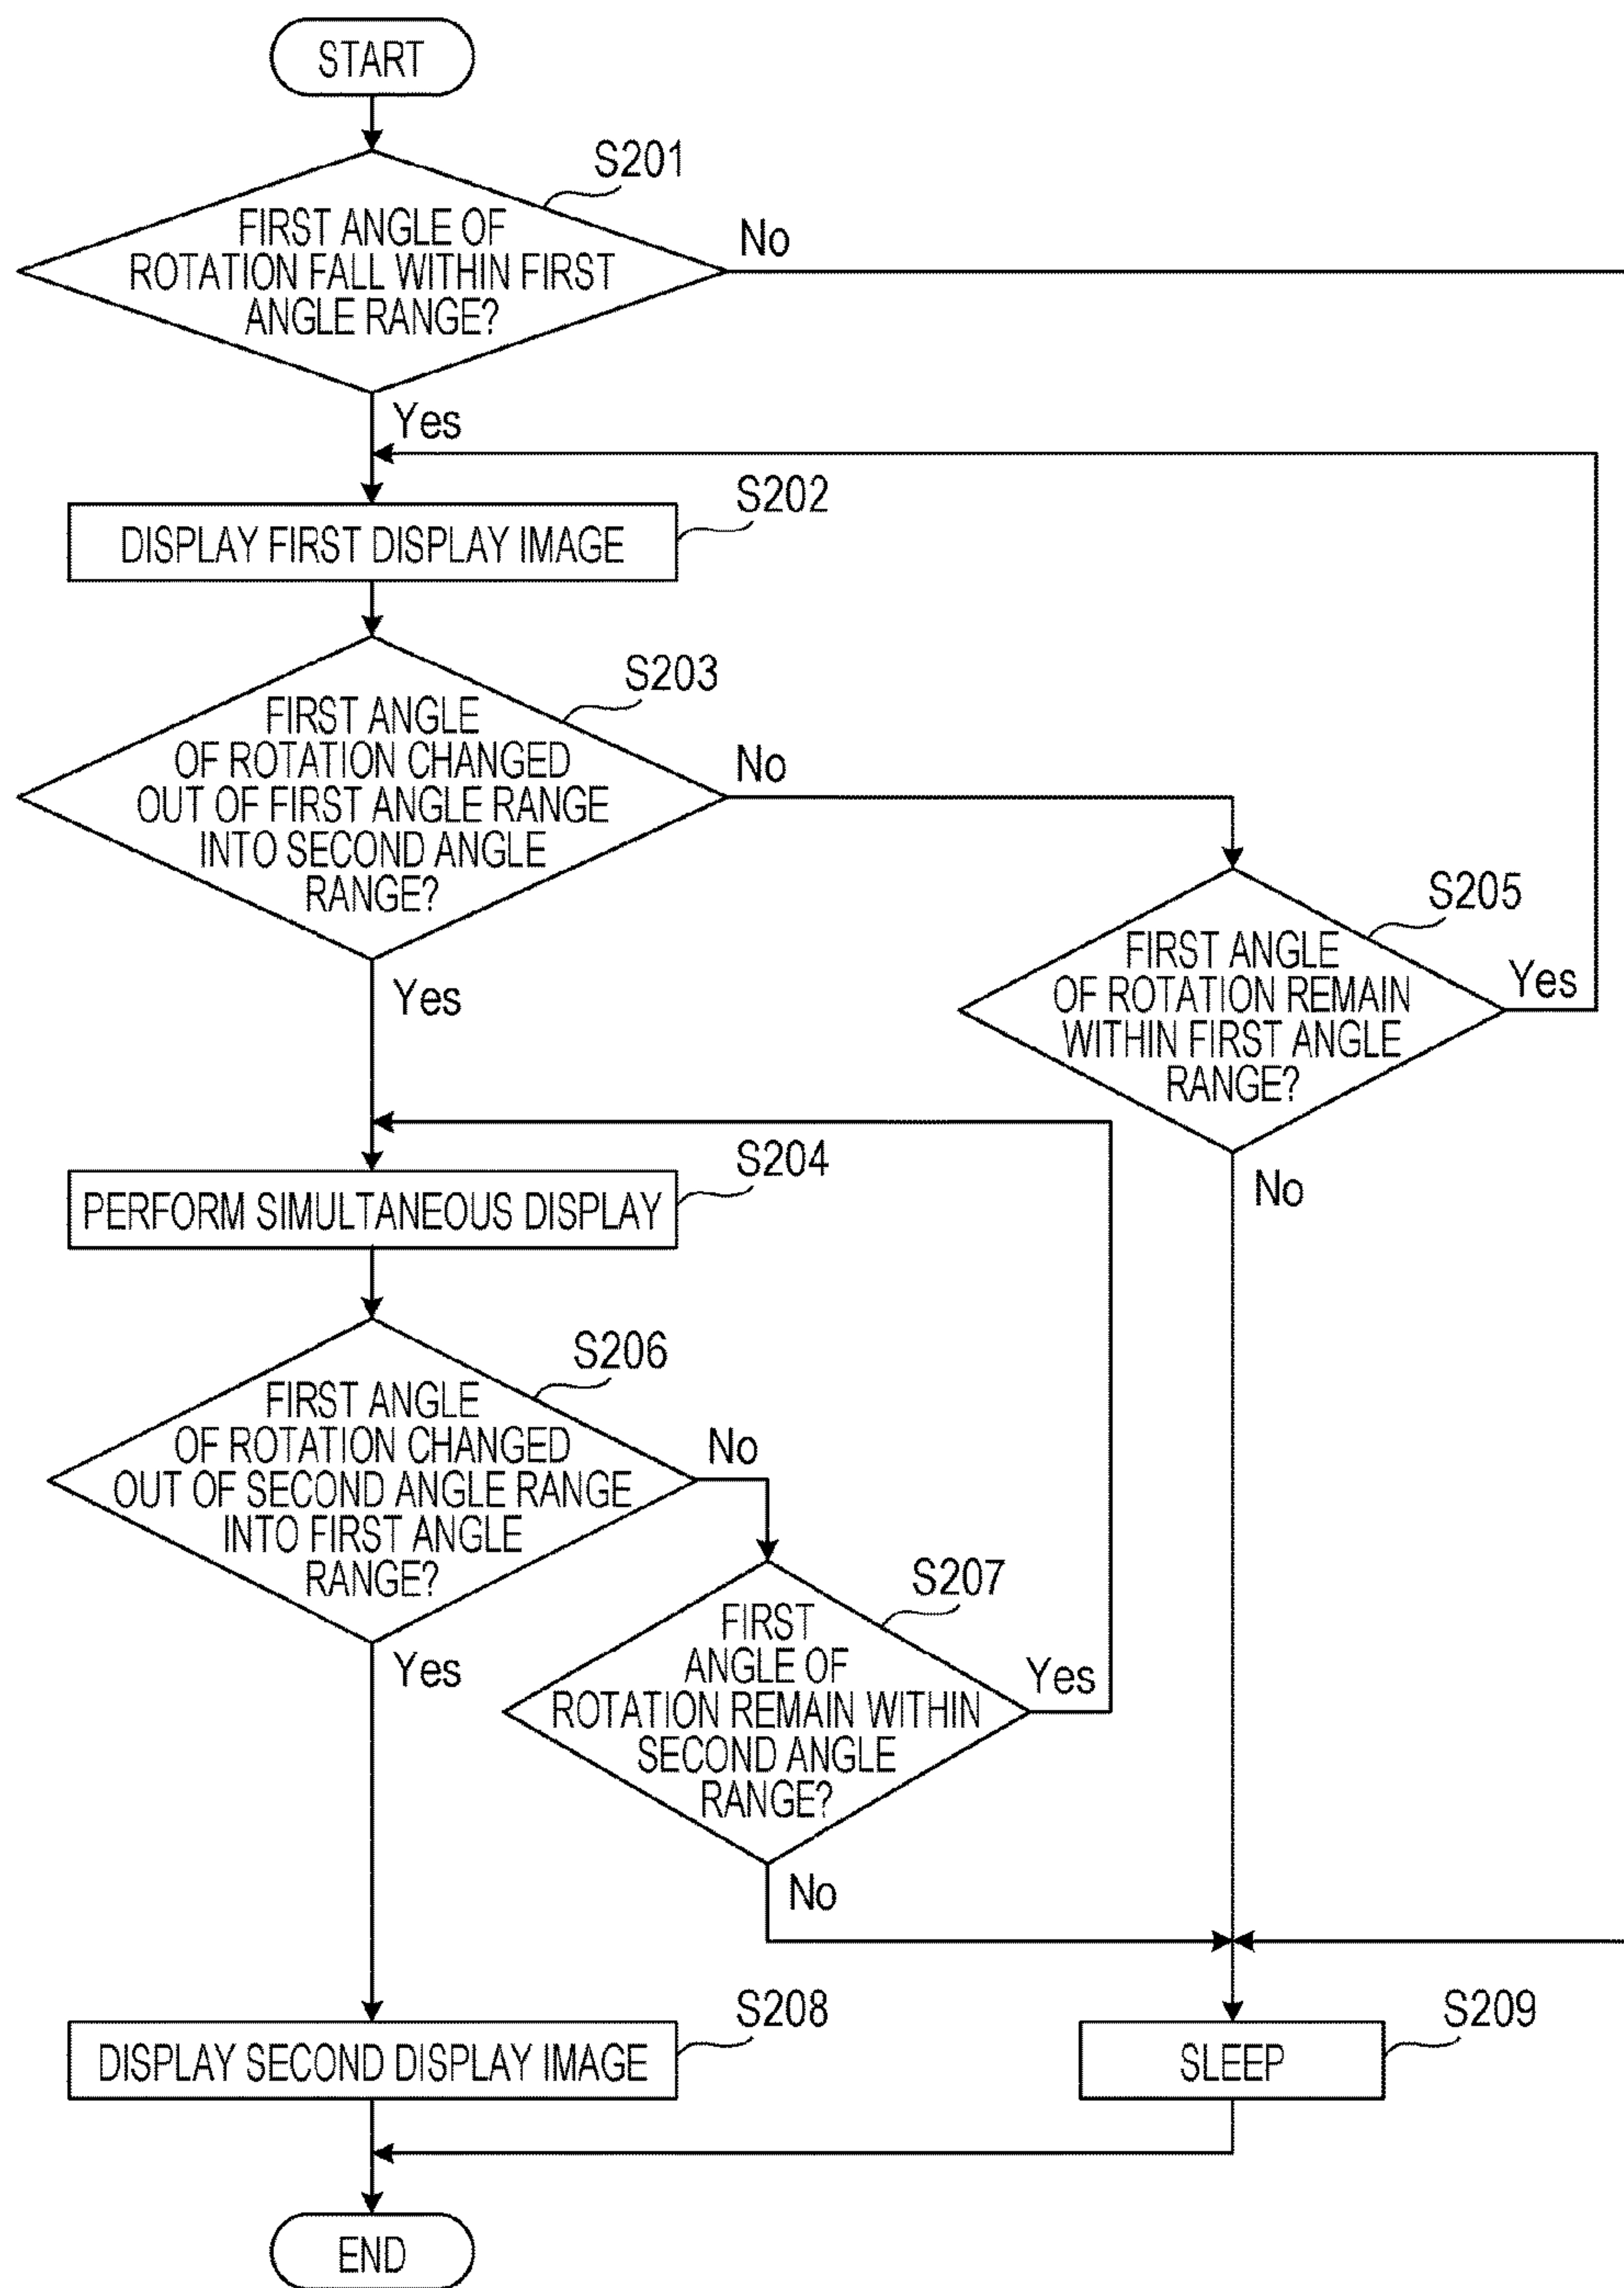 START
S201
FIRST ANGLE OF
ROTATION FALL WITHIN FIRST
ANGLE RANGE?
No
Yes
S202
DISPLAY FIRST DISPLAY IMAGE
S203
FIRST ANGLE
OF ROTATION CHANGED
OUT OF FIRST ANGLE RANGE
INTO SECOND ANGLE
RANGE?
No
Yes
S205
FIRST ANGLE
OF ROTATION REMAIN
WITHIN FIRST ANGLE
RANGE?
Yes
No
S204
PERFORM SIMULTANEOUS DISPLAY
S206
FIRST ANGLE
OF ROTATION CHANGED
OUT OF SECOND ANGLE RANGE
INTO FIRST ANGLE
RANGE?
No
Yes
S207
FIRST
ANGLE OF
ROTATION REMAIN WITHIN
SECOND ANGLE
RANGE?
Yes
No
S208
DISPLAY SECOND DISPLAY IMAGE
S209
SLEEP
END